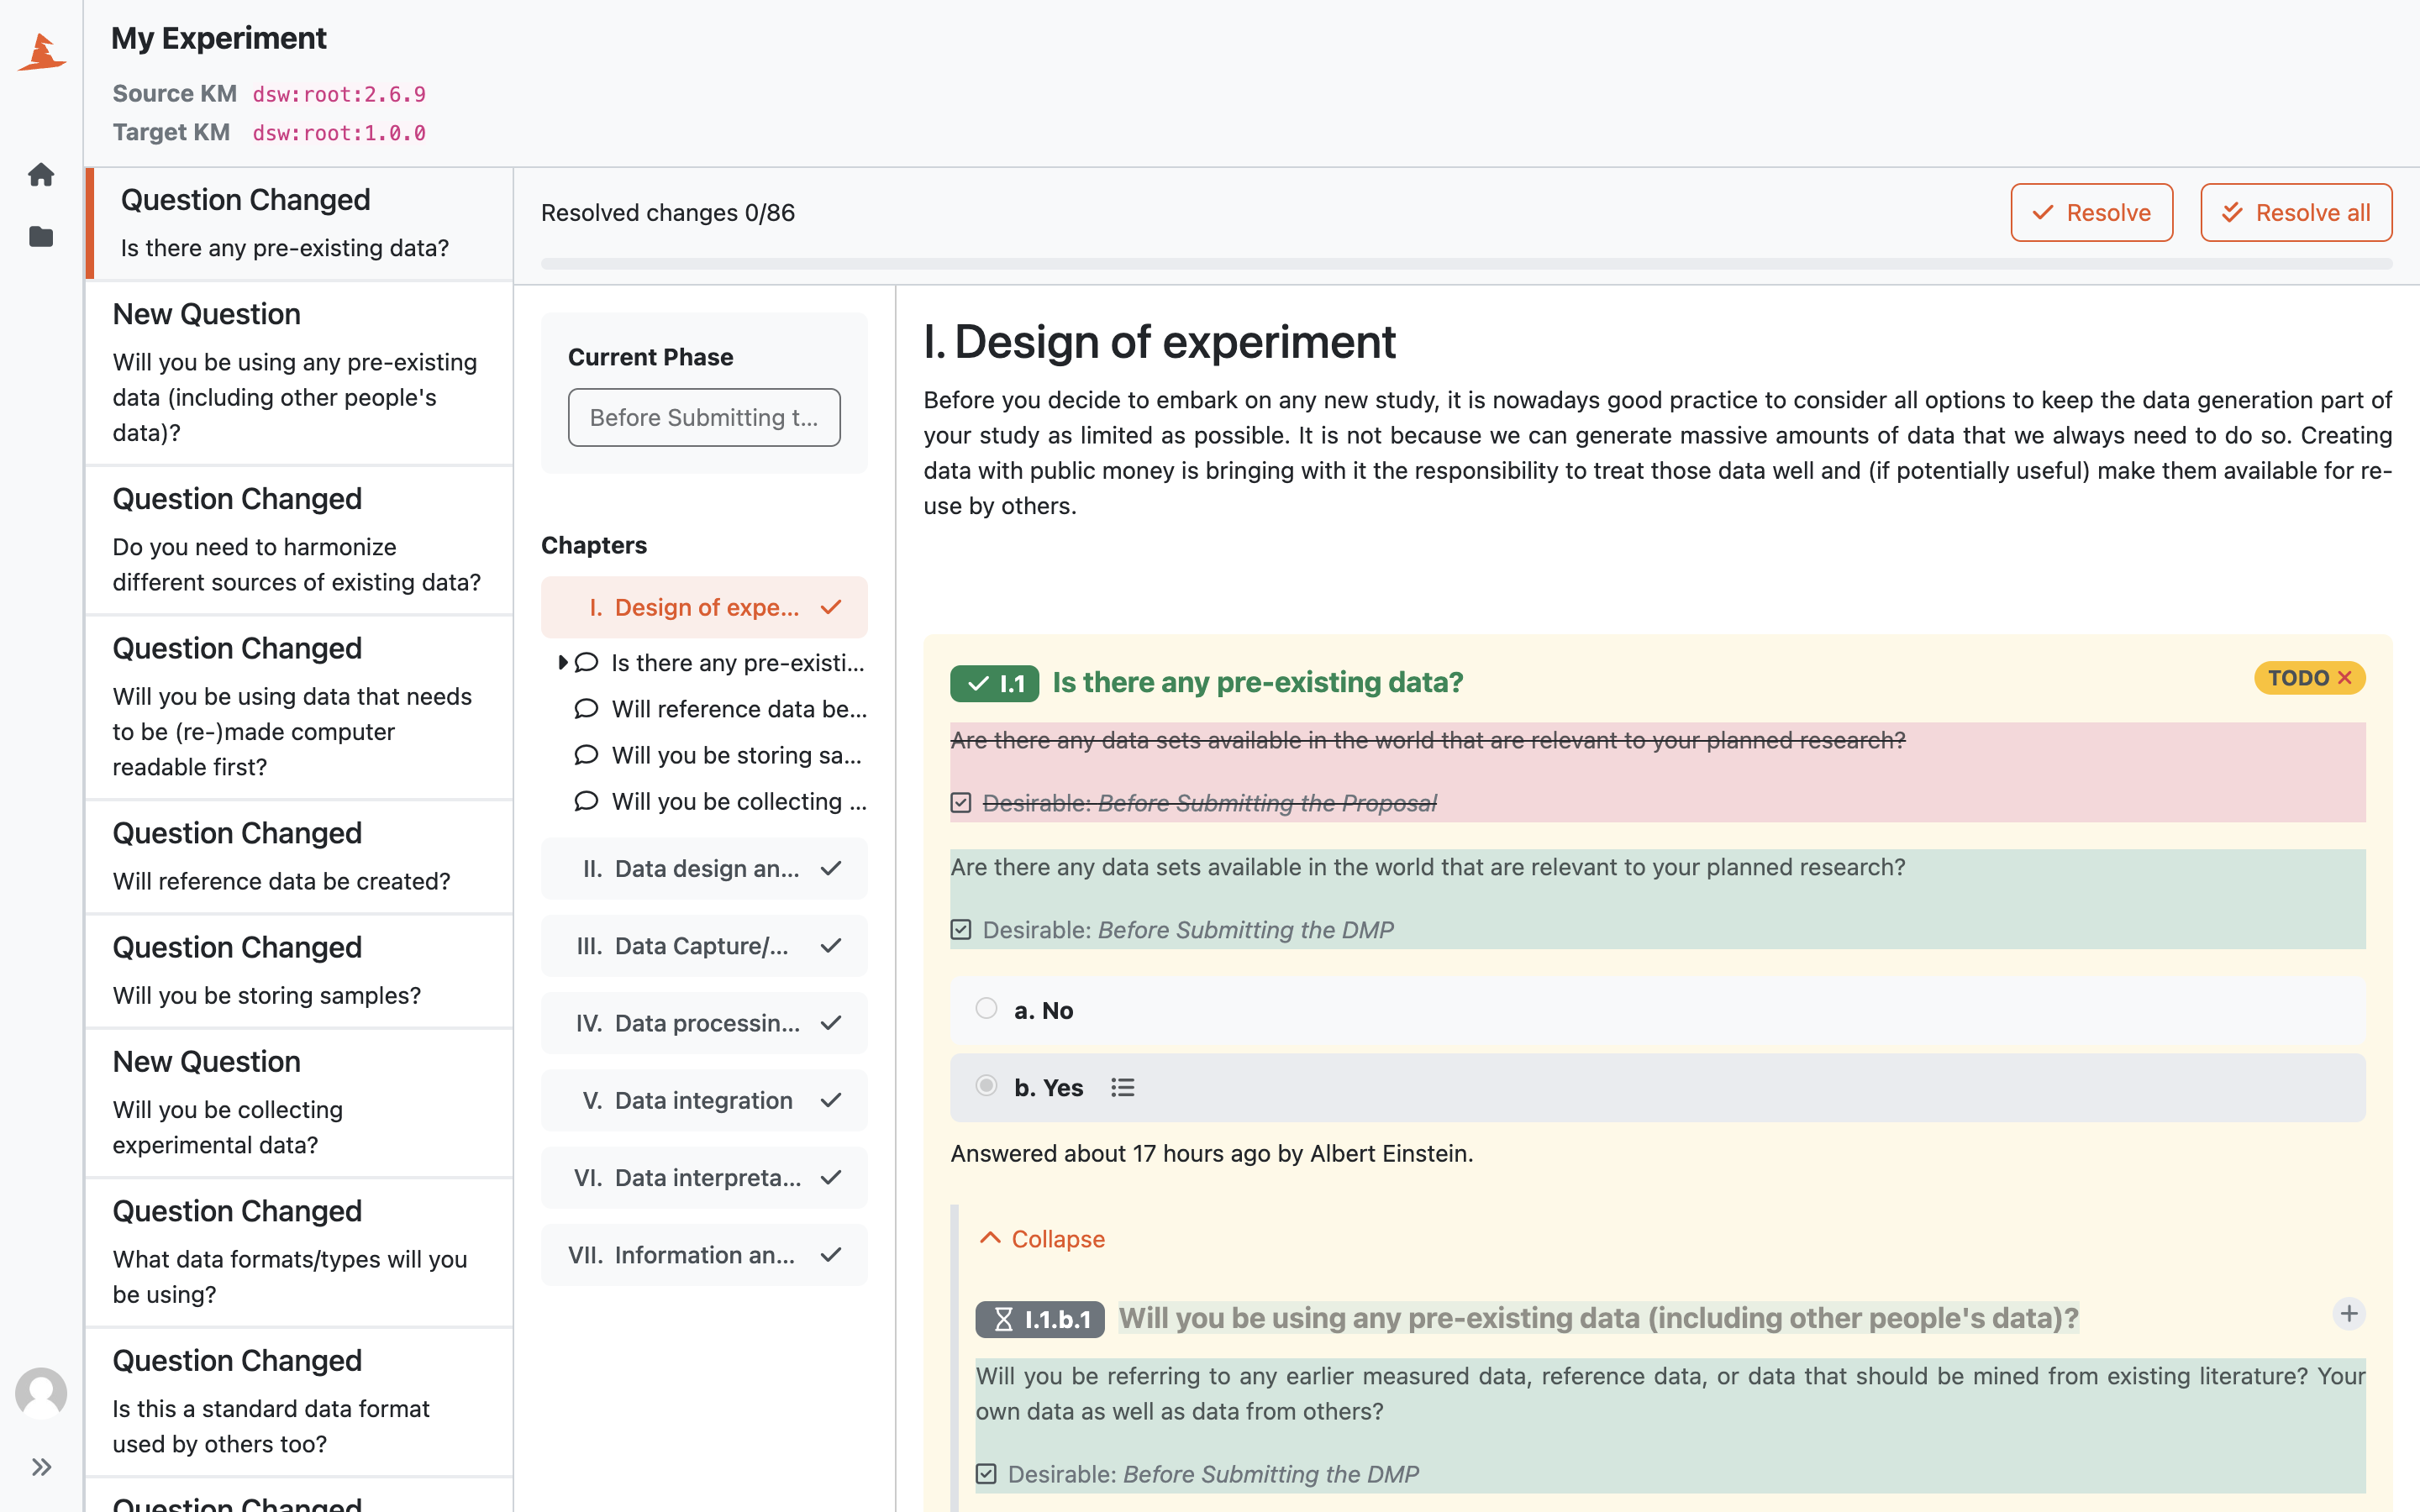 My Experiment
Source KM dsw:root:2.6.9
Target KM dsw:root:1.0.0
Question Changed
Is there any pre-existing data?
New Question
Will you be using any pre-existing
data (including other people's
data)?
Question Changed
Do you need to harmonize
different sources of existing data?
Question Changed
Will you be using data that needs
to be (re-)made computer
readable first?
Question Changed
Will reference data be created?
Question Changed
Will you be storing samples?
New Question
Will you be collecting
experimental data?
Question Changed
What data formats/types will you
be using?
Question Changed
Is this a standard data format
used by others too?
Question Changed
Resolved changes 0/86
Resolve
Resolve all
Current Phase
Before Submitting t...
Chapters
I. Design of expe...
Is there any pre-existi...
Will reference data be...
Will you be storing sa...
Will you be collecting ...
II. Data design an...
III. Data Capture/...
IV. Data processin...
V. Data integration
VI. Data interpreta...
VII. Information an...
I. Design of experiment
Before you decide to embark on any new study, it is nowadays good practice to consider all options to keep the data generation part of
your study as limited as possible. It is not because we can generate massive amounts of data that we always need to do so. Creating
data with public money is bringing with it the responsibility to treat those data well and (if potentially useful) make them available for re-
use by others.
I.1 Is there any pre-existing data?
TODO
Are there any data sets available in the world that are relevant to your planned research?
Desirable: Before Submitting the Proposal
Are there any data sets available in the world that are relevant to your planned research?
Desirable: Before Submitting the DMP
a. No
b. Yes
Answered about 17 hours ago by Albert Einstein.
Collapse
I.1.b.1 Will you be using any pre-existing data (including other people's data)?
Will you be referring to any earlier measured data, reference data, or data that should be mined from existing literature? Your
own data as well as data from others?
Desirable: Before Submitting the DMP